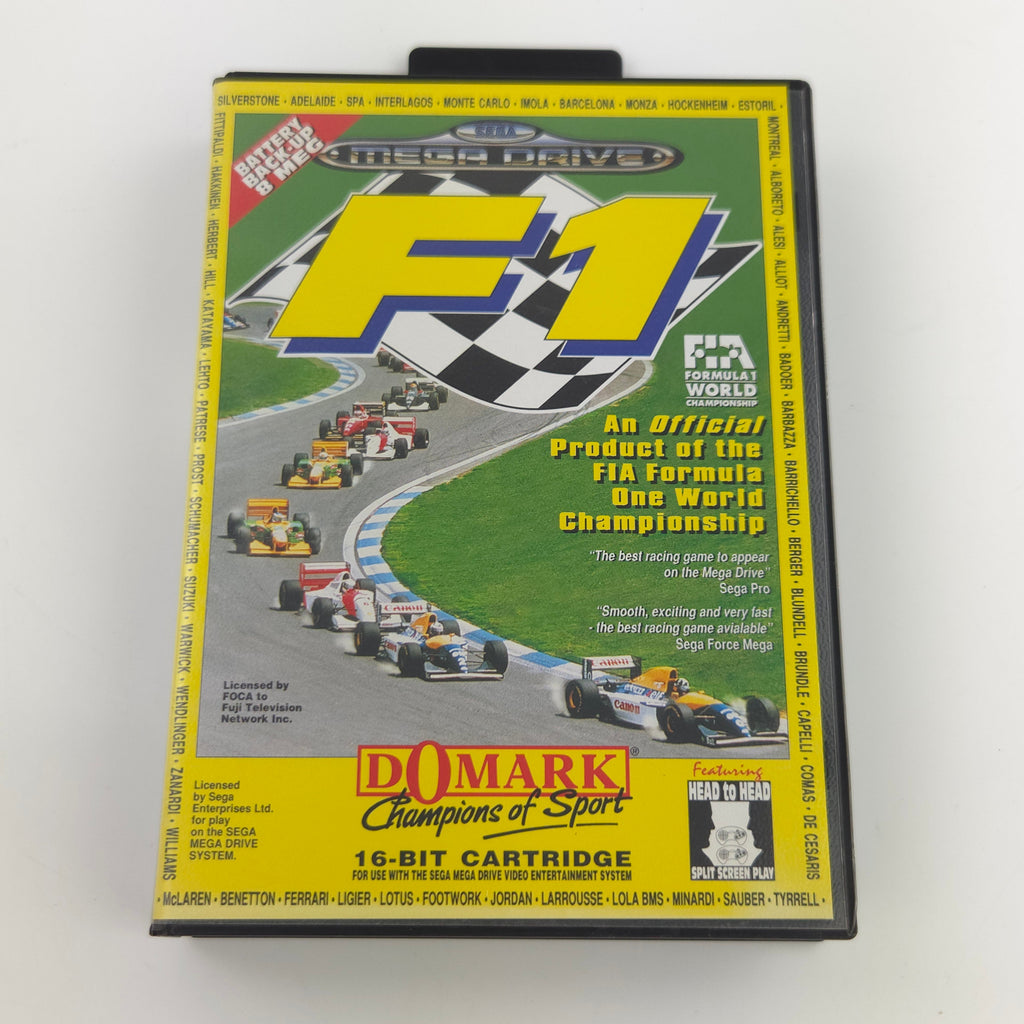 SILVERSTONE • ADELAIDE • SPA • INTERLAGOS • MONTE CARLO • IMOLA • BARCELONA • MONZA • HOCKENHEIM • ESTORIL •
MONTREAL • ALBORETO • ALESI • ALLIOT • ANDRETTI • BADOER • BARBAZZA • BARRICHELLO • BERGER • BLUNDELL • BRUNDLE • CAPELLI • COMAS • DE CESARIS
FITTIPALDI • HAKKINEN • HERBERT • HILL • KATAYAMA • LEHTO • PATRESE • PROST • SCHUMACHER • SUZUKI • WARWICK • WENDLINGER • ZANARDI • WILLIAMS
BATTERY
BACK-UP
8 MEG
SEGA
MEGA DRIVE
F1
FIA
FORMULA 1
WORLD
CHAMPIONSHIP
An Official
Product of the
FIA Formula
One World
Championship
"The best racing game to appear
on the Mega Drive"
Sega Pro
"Smooth, exciting and very fast
- the best racing game avialable"
Sega Force Mega
Canon
Canon
Canon
Licensed by
FOCA to
Fuji Television
Network Inc.
DOMARK®
Champions of Sport
Licensed
by Sega
Enterprises Ltd.
for play
on the SEGA
MEGA DRIVE
SYSTEM.
16-BIT CARTRIDGE
FOR USE WITH THE SEGA MEGA DRIVE VIDEO ENTERTAINMENT SYSTEM
Featuring
HEAD to HEAD
SPLIT SCREEN PLAY
• McLAREN • BENETTON • FERRARI • LIGIER • LOTUS • FOOTWORK • JORDAN • LARROUSSE • LOLA BMS • MINARDI • SAUBER • TYRRELL •